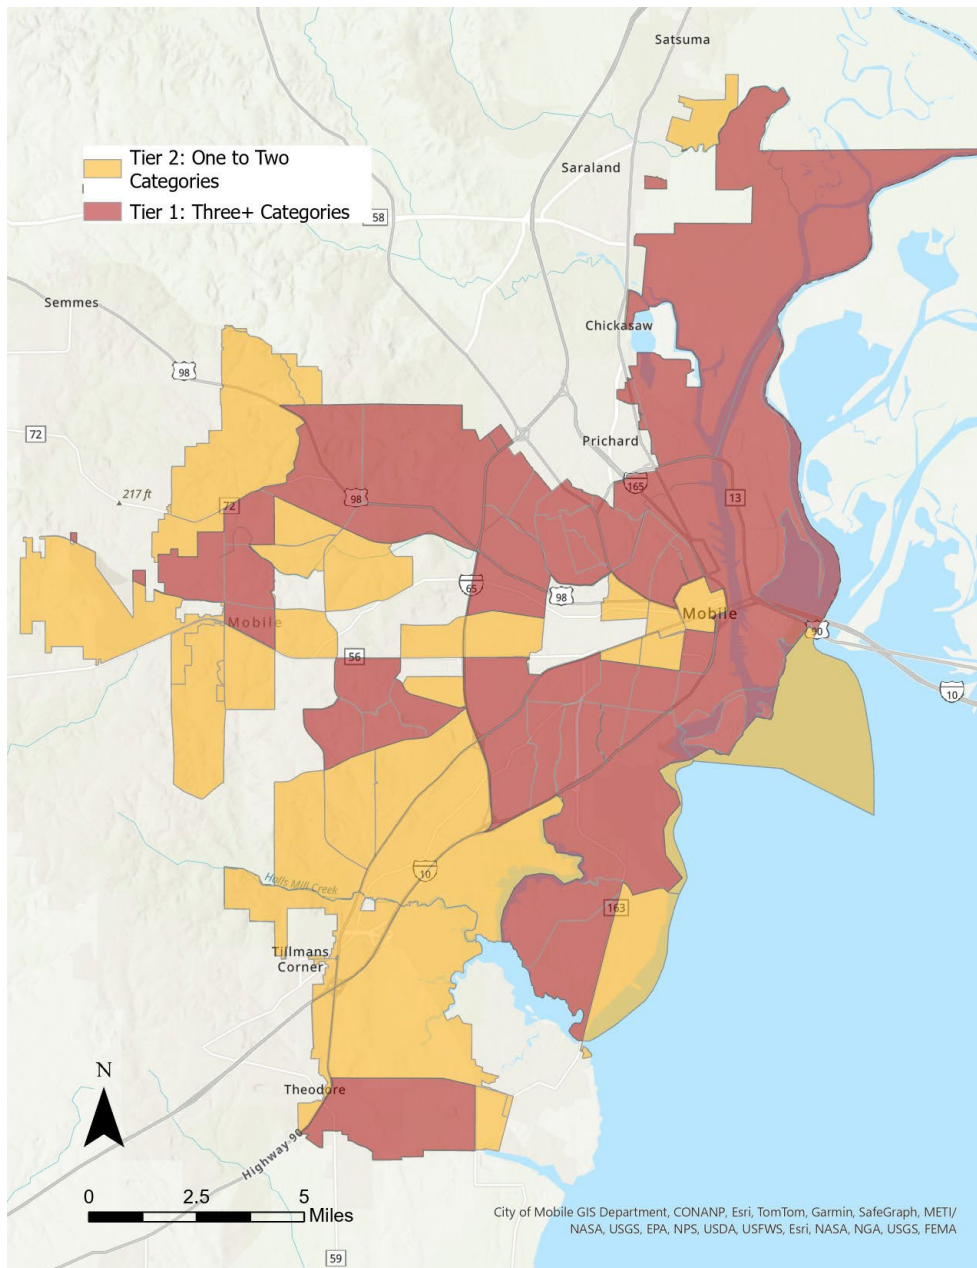 Satsuma
Tier 2: One to Two
Categories
Saraland
Tier 1: Three+ Categories
58
Semmes
Chickasaw
98
72
Prichard
217 ft
72
98
165
13
65
98
Mobile
Mobile
90
56
10
10
Halls Mill Creek
163
Tillmans
Corner
N
Theodore
Highway 90
0 2.5 5
Miles
City of Mobile GIS Department, CONANP, Esri, TomTom, Garmin, SafeGraph, METI/
NASA, USGS, EPA, NPS, USDA, USFWS, Esri, NASA, NGA, USGS, FEMA
59